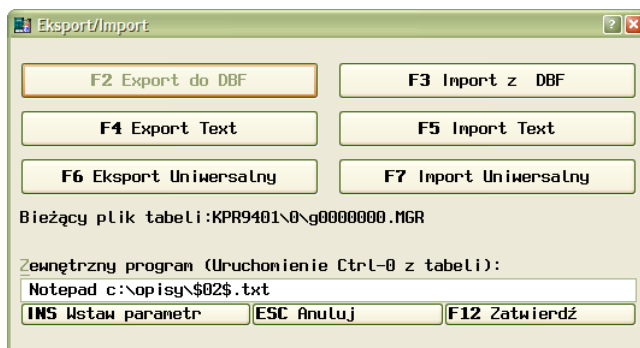 Eksport/Import
F2 Export do DBF
F3 Import z DBF
F4 Export Text
F5 Import Text
F6 Eksport Uniwersalny
F7 Import Uniwersalny
Bieżący plik tabeli:KPR9401\0\g0000000.MGR
Zewnętrzny program (Uruchomienie Ctrl-0 z tabeli):
Notepad c:\opisy\$02$.txt
INS Wstaw parametr
ESC Anuluj
F12 Zatwierdź